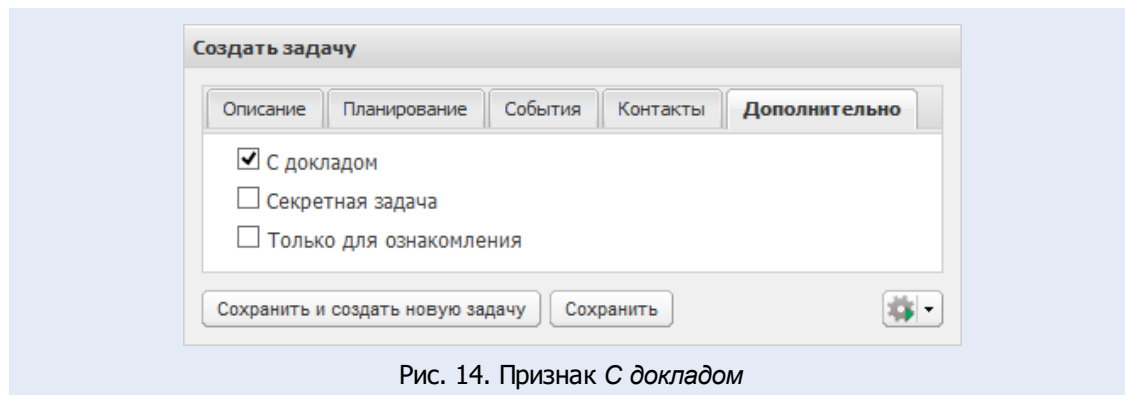 Создать задачу
Описание Планирование События Контакты Дополнительно
С докладом
Секретная задача
Только для ознакомления
Сохранить и создать новую задачу Сохранить
Рис. 14. Признак С докладом